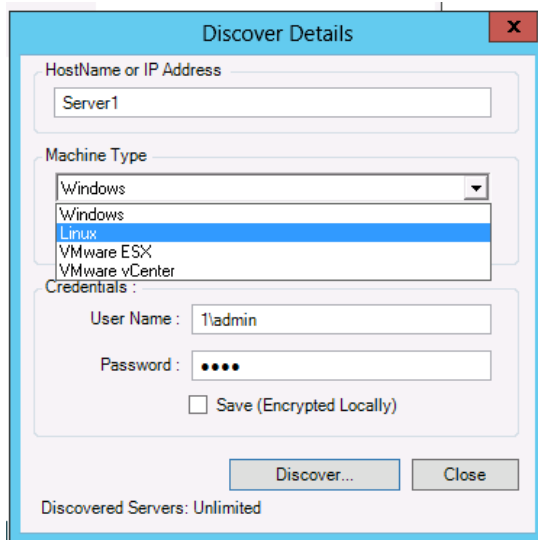 Discover Details
x
HostName or IP Address
Server1
Machine Type
Windows
Windows
Linux
VMware ESX
VMware vCenter
Credentials :
User Name : 1\admin
Password : ●●●●
Save (Encrypted Locally)
Discover... Close
Discovered Servers: Unlimited